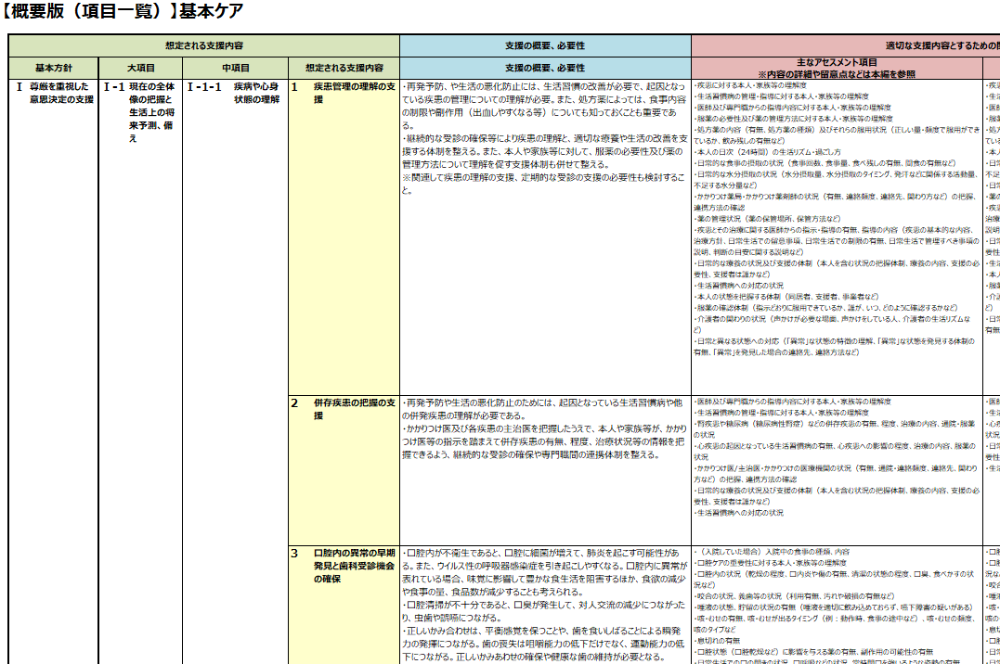 【概要版（項目一覧）】基本ケア
想定される支援内容
支援の概要、必要性
適切な支援内容とするための
基本方針
大項目
中項目
想定される支援内容
支援の概要、必要性
主なアセスメント項目
※内容の詳細や留意点などは本編を参照
Ⅰ 尊厳を重視した
意思決定の支援
Ⅰ-1 現在の全体
像の把握と
生活上の将
来予測、備
え
Ⅰ-1-1 疾病や心身
状態の理解
1 疾患管理の理解の支
援
・再発予防、や生活の悪化防止には、生活習慣の改善が必要で、起因となっ
ている疾患の管理についての理解が必要。また、処方薬によっては、食事内容
の制限や副作用（出血しやすくなる等）についても知っておくことも重要であ
る。
・継続的な受診の確保等により疾患の理解と、適切な療養や生活の改善を支
援する体制を整える。また、本人や家族等に対して、服薬の必要性及び薬の
管理方法について理解を促す支援体制も併せて整える。
※関連して疾患の理解の支援、定期的な受診の支援の必要性も検討するこ
と。
・疾患に対する本人・家族等の理解度
・生活習慣病の管理・指導に対する本人・家族等の理解度
・医師及び専門職からの指導内容に対する本人・家族等の理解度
・服薬の必要性及び薬の管理方法に対する本人・家族等の理解度
・処方薬の内容（有無、処方薬の種類）及びそれらの服用状況（正しい量・頻度で服用ができ
ているか、飲み残しの有無など）
・本人の日次（24時間）の生活リズム・過ごし方
・日常的な食事の摂取の状況（食事回数、食事量、食べ残しの有無、間食の有無など）
・日常的な水分摂取の状況（水分摂取量、水分摂取のタイミング、発汗などに関係する活動量、
不足する水分量など）
・かかりつけ薬局・かかりつけ薬剤師の状況（有無、連絡頻度、連絡先、関わり方など）の把握、
連携方法の確認
・薬の管理状況（薬の保管場所、保管方法など）
・疾患とその治療に関する医師からの指示・指導の有無、指導の内容（疾患の基本的な内容、
治療方針、日常生活での留意事項、日常生活での制限の有無、日常生活で管理すべき事項の
説明、判断の目安に関する説明など）
・日常的な療養の状況及び支援の体制（本人を含む状況の把握体制、療養の内容、支援の必
要性、支援者は誰かなど）
・生活習慣病への対応の状況
・本人の状態を把握する体制（同居者、支援者、事業者など）
・服薬の確認体制（指示どおりに服用できているか、誰が、いつ、どのように確認するかなど）
・介護者の関わりの状況（声かけが必要な場面、声かけをしている人、介護者の生活リズムな
ど）
・日常と異なる状態への対応（「異常」な状態の特徴の理解、「異常」な状態を発見する体制の
有無、「異常」を発見した場合の連絡先、連絡方法など）
2 併存疾患の把握の支
援
・再発予防や生活の悪化防止のためには、起因となっている生活習慣病や他
の併発疾患の理解が必要である。
・かかりつけ医及び各疾患の主治医を把握したうえで、本人や家族等が、かかり
つけ医等の指示を踏まえて併存疾患の有無、程度、治療状況等の情報を把
握できるよう、継続的な受診の確保や専門職間の連携体制を整える。
・医師及び専門職からの指導内容に対する本人・家族等の理解度
・生活習慣病の管理・指導に対する本人・家族等の理解度
・腎疾患や糖尿病（糖尿病性腎症）などの併存疾患の有無、程度、治療の内容、通院・服薬
の状況
・心疾患の起因となっている生活習慣病の有無、心疾患への影響の程度、治療の内容、服薬の
状況
・かかりつけ医/主治医・かかりつけの医療機関の状況（有無、通院・連絡頻度、連絡先、関わり
方など）の把握、連携方法の確認
・日常的な療養の状況及び支援の体制（本人を含む状況の把握体制、療養の内容、支援の必
要性、支援者は誰かなど）
・生活習慣病への対応の状況
3 口腔内の異常の早期
発見と歯科受診機会
の確保
・口腔内が不衛生であると、口腔に細菌が増えて、肺炎を起こす可能性があ
る。また、ウイルス性の呼吸器感染症を引き起こしやすくなる。口腔内に異常が
表れている場合、味覚に影響して豊かな食生活を阻害するほか、食欲の減少
や食事の量、食品数が減少することも考えられる。
・口腔清掃が不十分であると、口臭が発生して、対人交流の減少につながった
り、虫歯や誤嚥につながる。
・正しいかみ合わせは、平衡感覚を保つことや、歯を食いしばることによる瞬発
力の発揮につながる。歯の喪失は咀嚼能力の低下だけでなく、運動能力の低
下につながる。正しいかみあわせの確保や健康な歯の維持が必要となる。
・（入院していた場合）入院中の食事の種類、内容
・口腔ケアの重要性に対する本人・家族等の理解度
・口腔内の状況（乾燥の程度、口内炎や傷の有無、清潔の状態の程度、口臭、食べかすの状
況など）
・咬合の状況、義歯等の状況（利用有無、汚れや破損の有無など）
・唾液の状態、貯留の状況の有無（唾液を適切に飲み込めておらず、嚥下障害の疑いがある）
・咳・むせの有無、咳・むせが出るタイミング（例：動作時、食事の途中など）、咳・むせの頻度、
咳のタイプなど
・息切れの有無
・口腔状態（口腔乾燥など）に影響を与える薬の有無、副作用の可能性の有無